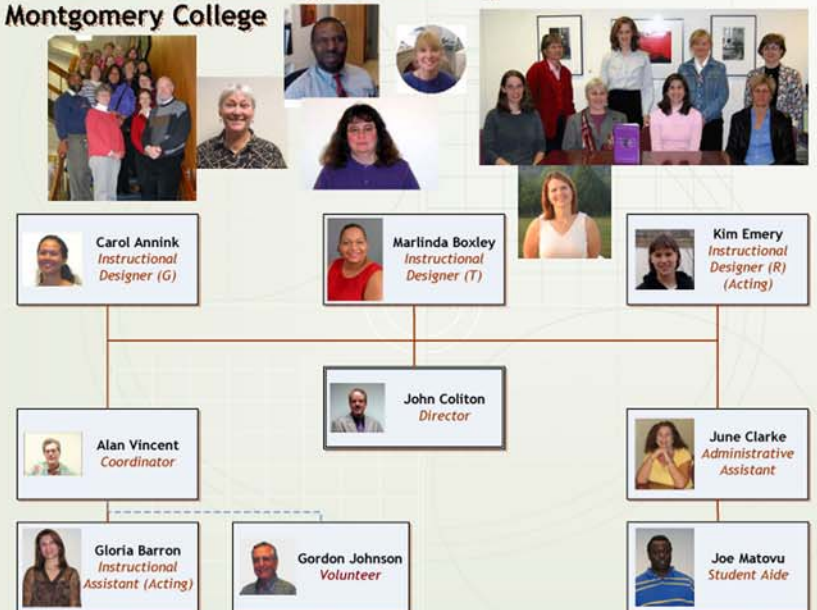 Montgomery College
Carol Annink
Instructional
Designer (G)
Marlinda Boxley
Instructional
Designer (T)
Kim Emery
Instructional
Designer (R)
(Acting)
John Coliton
Director
Alan Vincent
Coordinator
June Clarke
Administrative
Assistant
Gloria Barron
Instructional
Assistant (Acting)
Gordon Johnson
Volunteer
Joe Matovu
Student Aide